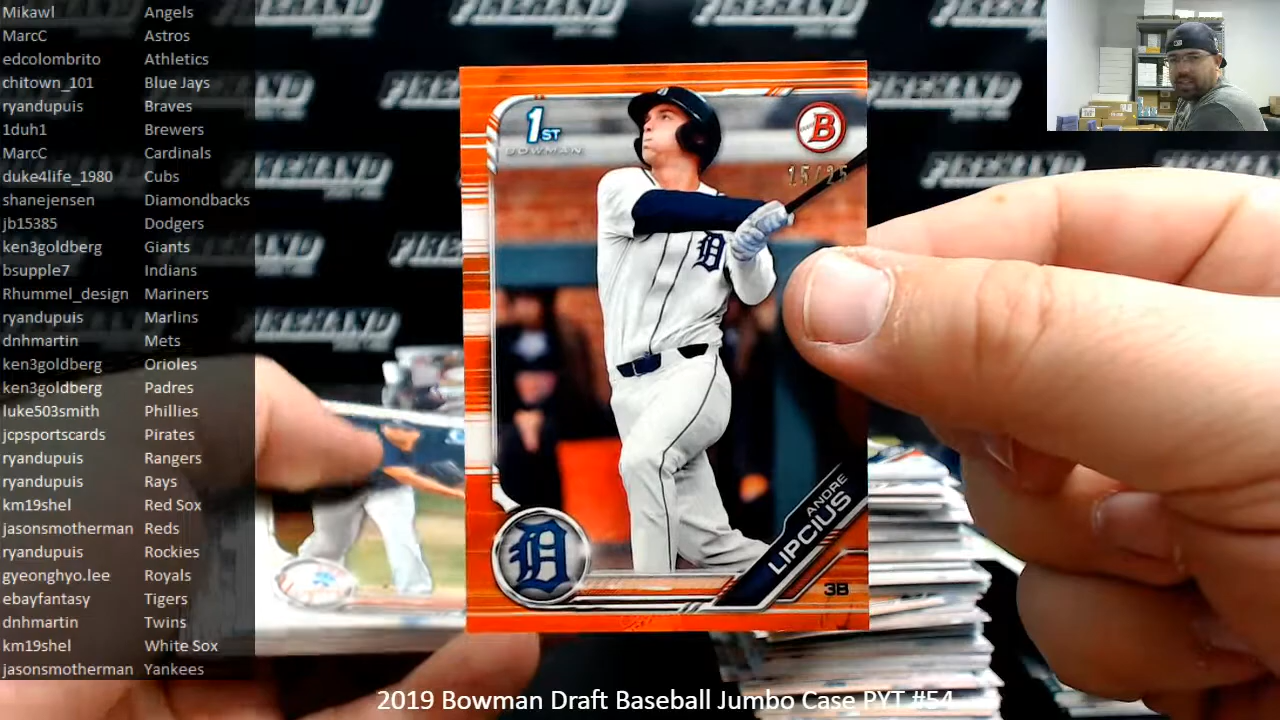 Mikawl Angels
MarcC Astros
edcolombrito Athletics
chitown_101 Blue Jays
ryandupuis Braves
1duh1 Brewers
MarcC Cardinals
duke4life_1980 Cubs
shanejensen Diamondbacks
jb15385 Dodgers
ken3goldberg Giants
bsupple7 Indians
Rhummel_design Mariners
ryandupuis Marlins
dnhmartin Mets
ken3goldberg Orioles
ken3goldberg Padres
luke503smith Phillies
jcpsportscards Pirates
ryandupuis Rangers
ryandupuis Rays
km19shel Red Sox
jasonsmotherman Reds
ryandupuis Rockies
gyeonghyo.lee Royals
ebayfantasy Tigers
dnhmartin Twins
km19shel White Sox
jasonsmotherman Yankees
FIREHAND
1ST
BOWMAN
B
15/25
D
D
ANDRE
LIPCIUS
3B
2019 Bowman Draft Baseball Jumbo Case PYT #54